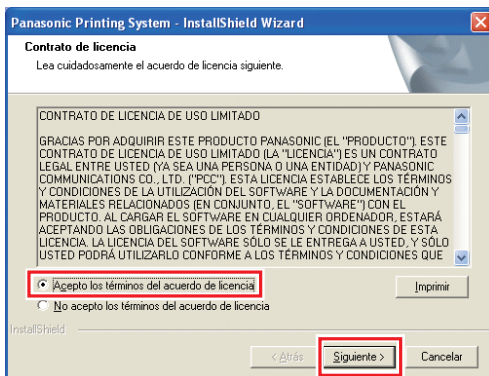 Panasonic Printing System - InstallShield Wizard
Contrato de licencia
Lea cuidadosamente el acuerdo de licencia siguiente.
CONTRATO DE LICENCIA DE USO LIMITADO
GRACIAS POR ADQUIRIR ESTE PRODUCTO PANASONIC (EL "PRODUCTO"). ESTE
CONTRATO DE LICENCIA DE USO LIMITADO (LA "LICENCIA") ES UN CONTRATO
LEGAL ENTRE USTED (YA SEA UNA PERSONA O UNA ENTIDAD) Y PANASONIC
COMMUNICATIONS CO., LTD. ("PCC"). ESTA LICENCIA ESTABLECE LOS TÉRMINOS
Y CONDICIONES DE LA UTILIZACIÓN DEL SOFTWARE Y LA DOCUMENTACIÓN Y
MATERIALES RELACIONADOS (EN CONJUNTO, EL "SOFTWARE") CON EL
PRODUCTO. AL CARGAR EL SOFTWARE EN CUALQUIER ORDENADOR, ESTARÁ
ACEPTANDO LAS OBLIGACIONES DE LOS TÉRMINOS Y CONDICIONES DE ESTA
LICENCIA. LA LICENCIA DEL SOFTWARE SÓLO SE LE ENTREGA A USTED, Y SÓLO
USTED PODRÁ UTILIZARLO CONFORME A LOS TÉRMINOS Y CONDICIONES QUE
Acepto los términos del acuerdo de licencia
Imprimir
No acepto los términos del acuerdo de licencia
InstallShield
< Atrás
Siguiente >
Cancelar